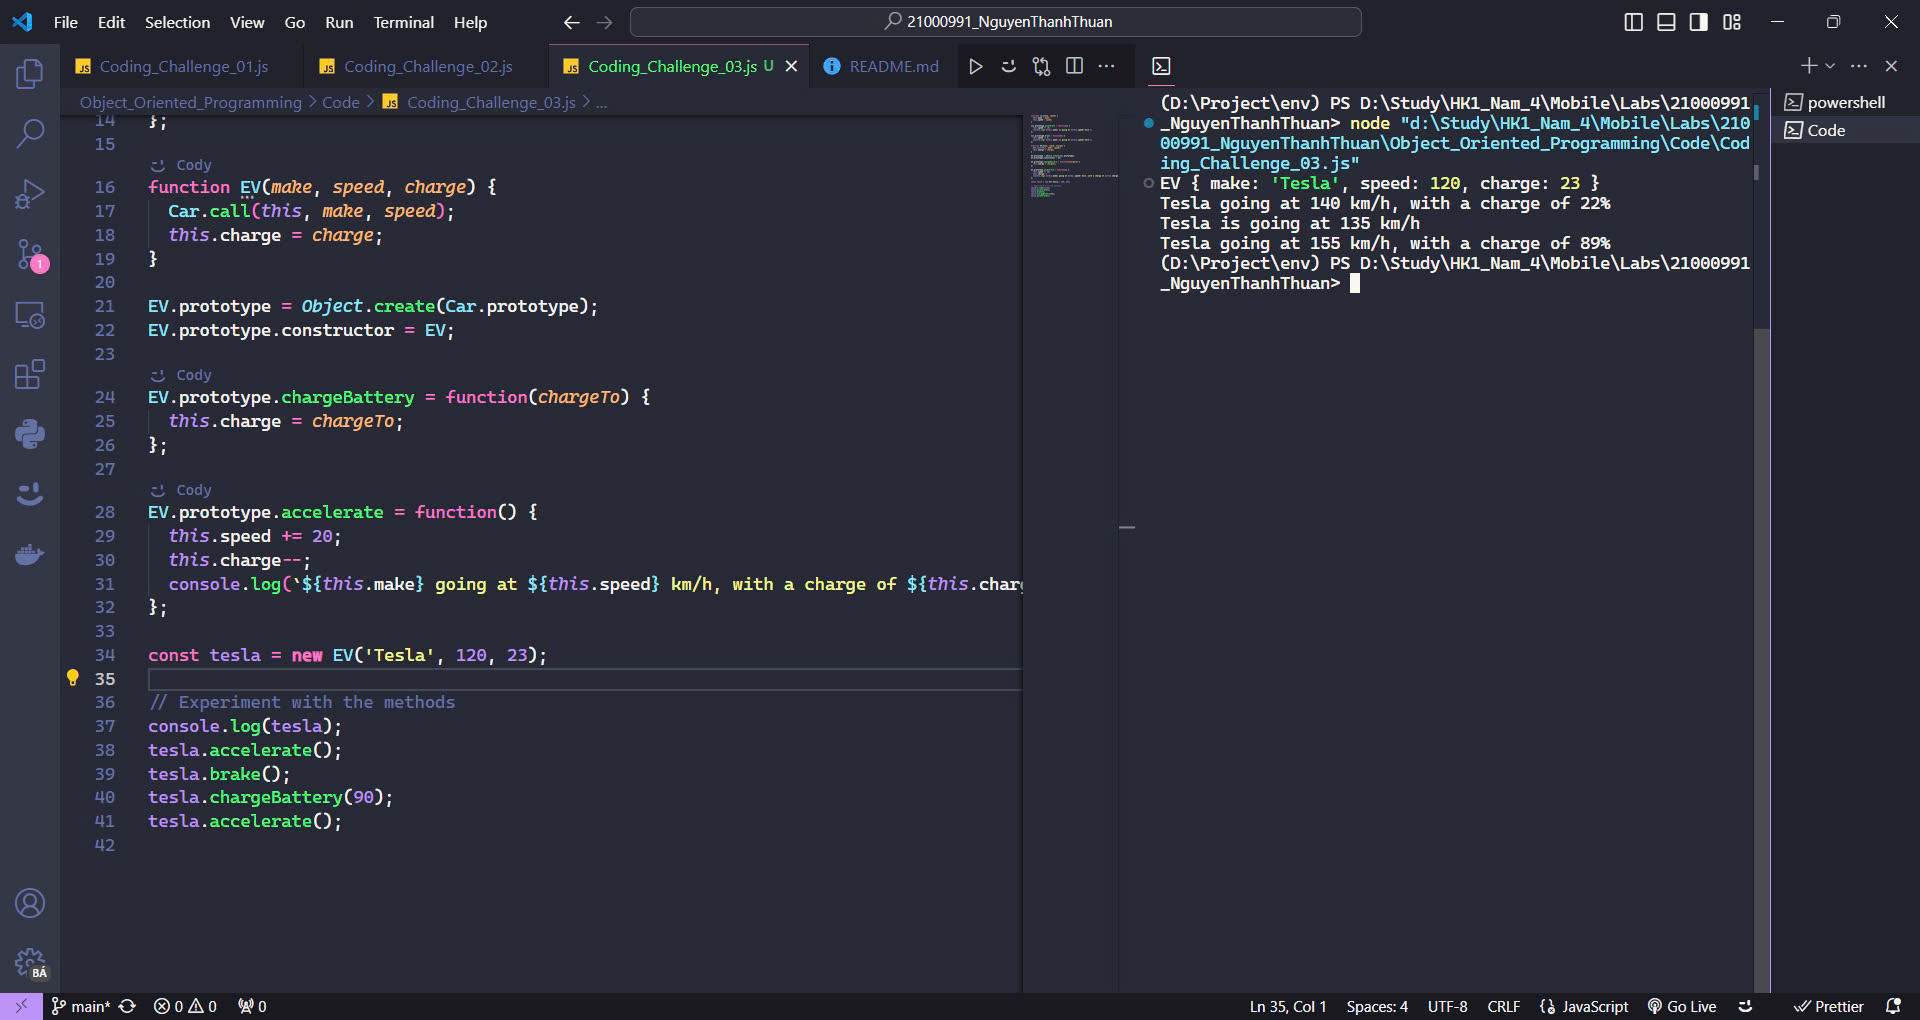 File Edit Selection View Go Run Terminal Help
21000991_NguyenThanhThuan
Coding_Challenge_01.js
Coding_Challenge_02.js
Coding_Challenge_03.js U
README.md
Object_Oriented_Programming > Code > Coding_Challenge_03.js > ...
14 };
15
Cody
16 function EV(make, speed, charge) {
17 Car.call(this, make, speed);
18 this.charge = charge;
19 }
20
21 EV.prototype = Object.create(Car.prototype);
22 EV.prototype.constructor = EV;
23
Cody
24 EV.prototype.chargeBattery = function(chargeTo) {
25 this.charge = chargeTo;
26 };
27
Cody
28 EV.prototype.accelerate = function() {
29 this.speed += 20;
30 this.charge--;
31 console.log(`${this.make} going at ${this.speed} km/h, with a charge of ${this.charg
32 };
33
34 const tesla = new EV('Tesla', 120, 23);
35
36 // Experiment with the methods
37 console.log(tesla);
38 tesla.accelerate();
39 tesla.brake();
40 tesla.chargeBattery(90);
41 tesla.accelerate();
42
(D:\Project\env) PS D:\Study\HK1_Nam_4\Mobile\Labs\21000991
_NguyenThanhThuan> node "d:\Study\HK1_Nam_4\Mobile\Labs\210
00991_NguyenThanhThuan\Object_Oriented_Programming\Code\Cod
ing_Challenge_03.js"
EV { make: 'Tesla', speed: 120, charge: 23 }
Tesla going at 140 km/h, with a charge of 22%
Tesla is going at 135 km/h
Tesla going at 155 km/h, with a charge of 89%
(D:\Project\env) PS D:\Study\HK1_Nam_4\Mobile\Labs\21000991
_NguyenThanhThuan>
powershell
Code
1
BÁ
main* 0 0 0
Ln 35, Col 1 Spaces: 4 UTF-8 CRLF {} JavaScript Go Live Prettier